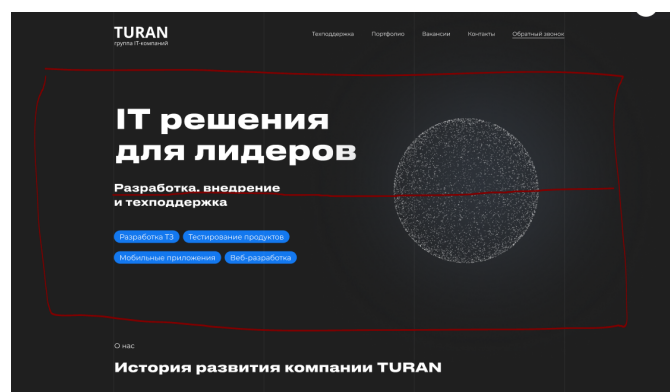 TURAN
группа IT-компаний
Техподдержка Портфолио Вакансии Контакты Обратный звонок
IT решения
для лидеров
Разработка, внедрение
и техподдержка
Разработка ТЗ Тестирование продуктов
Мобильные приложения Веб-разработка
О нас
История развития компании TURAN